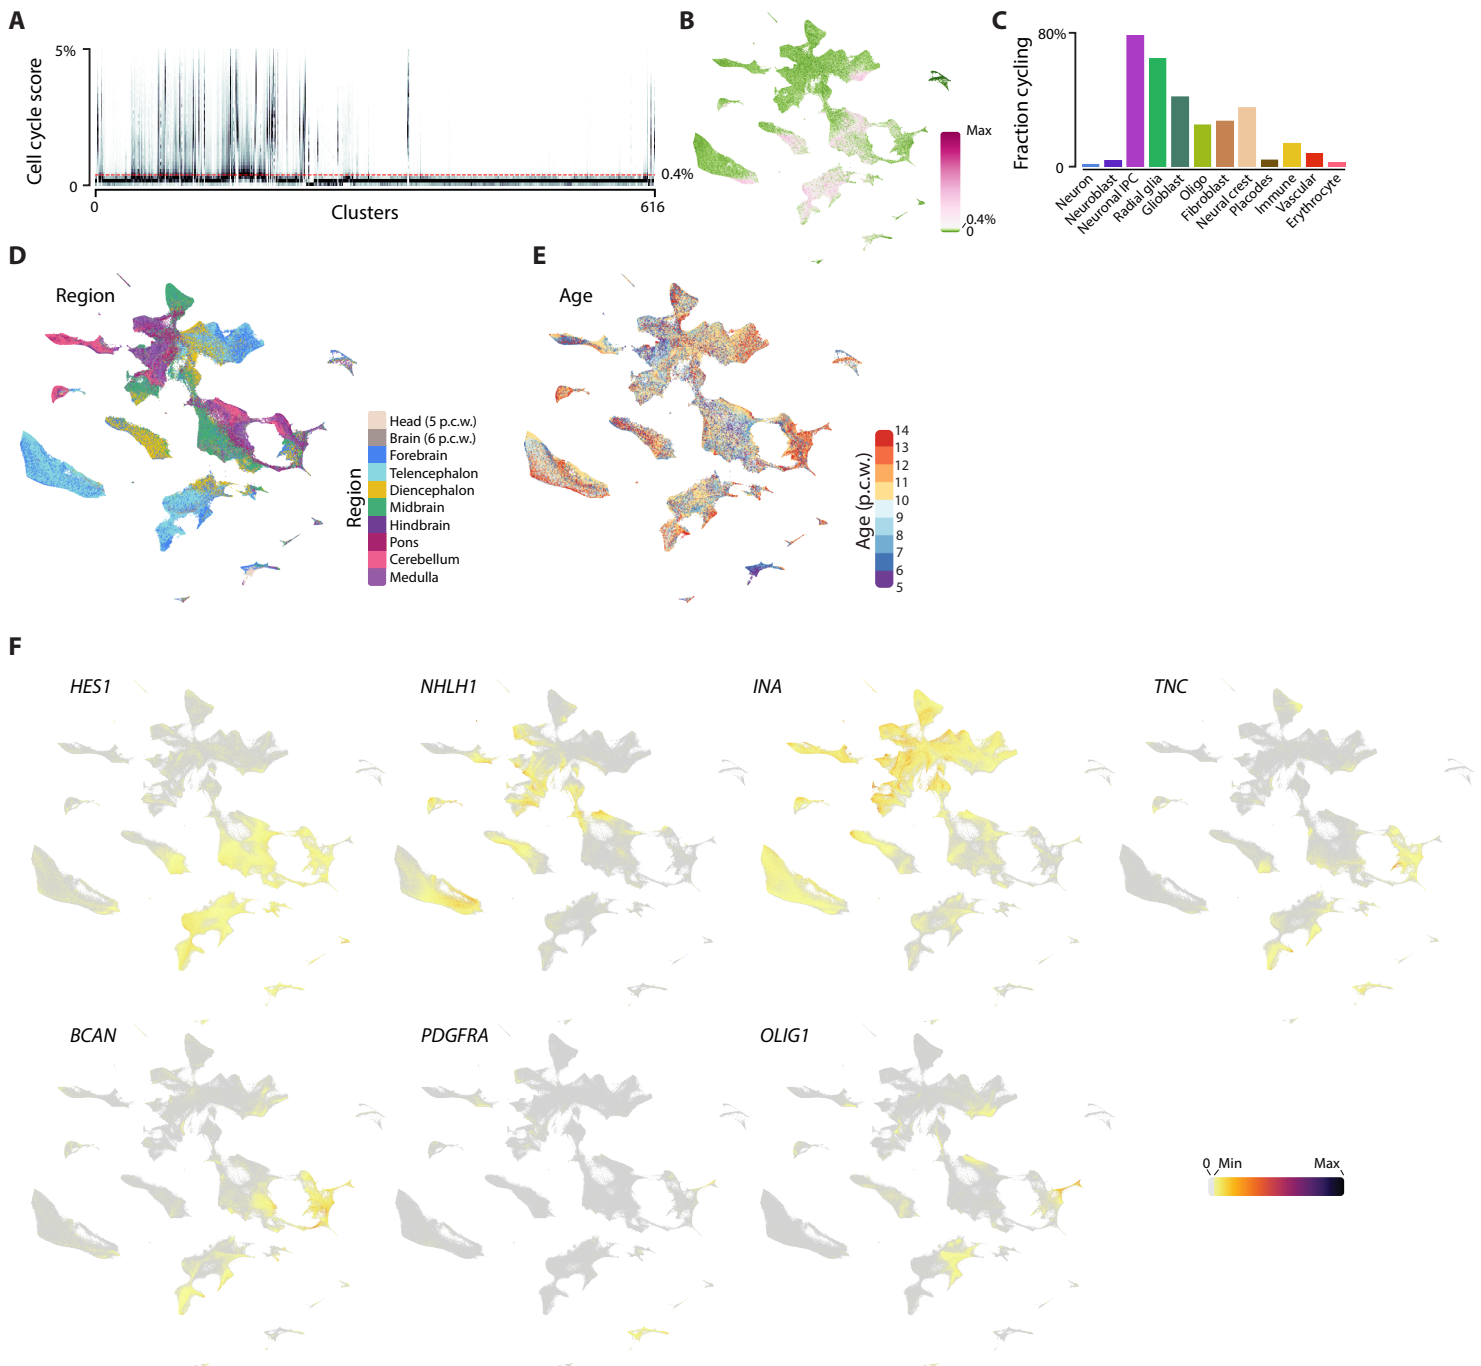 A
5%
Cell cycle score
0
0.4%
0
Clusters
616
B
Max
0.4%
0
C
80%
Fraction cycling
0
Neuron
Neuroblast
Neuronal IPC
Radial glia
Glioblast
Oligo
Fibroblast
Neural crest
Placodes
Immune
Vascular
Erythrocyte
D
Region
Region
Head (5 p.c.w.)
Brain (6 p.c.w.)
Forebrain
Telencephalon
Diencephalon
Midbrain
Hindbrain
Pons
Cerebellum
Medulla
E
Age
Age (p.c.w.)
14
13
12
11
10
9
8
7
6
5
F
HES1
NHLH1
INA
TNC
BCAN
PDGFRA
OLIG1
0 Min Max